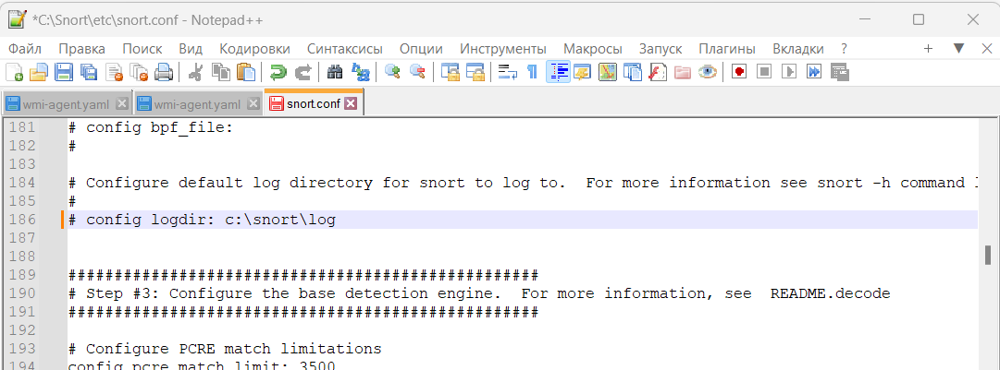 *C:\Snort\etc\snort.conf - Notepad++
Файл Правка Поиск Вид Кодировки Синтаксисы Опции Инструменты Макросы Запуск Плагины Вкладки ?
wmi-agent.yaml wmi-agent.yaml snort.conf
181 # config bpf_file:
182 #
183
184 # Configure default log directory for snort to log to.  For more information see snort -h command
185 #
186 # config logdir: c:\snort\log
187
188
189 ###################################################
190 # Step #3: Configure the base detection engine.  For more information, see  README.decode
191 ###################################################
192
193 # Configure PCRE match limitations
194 config pcre_match_limit: 3500